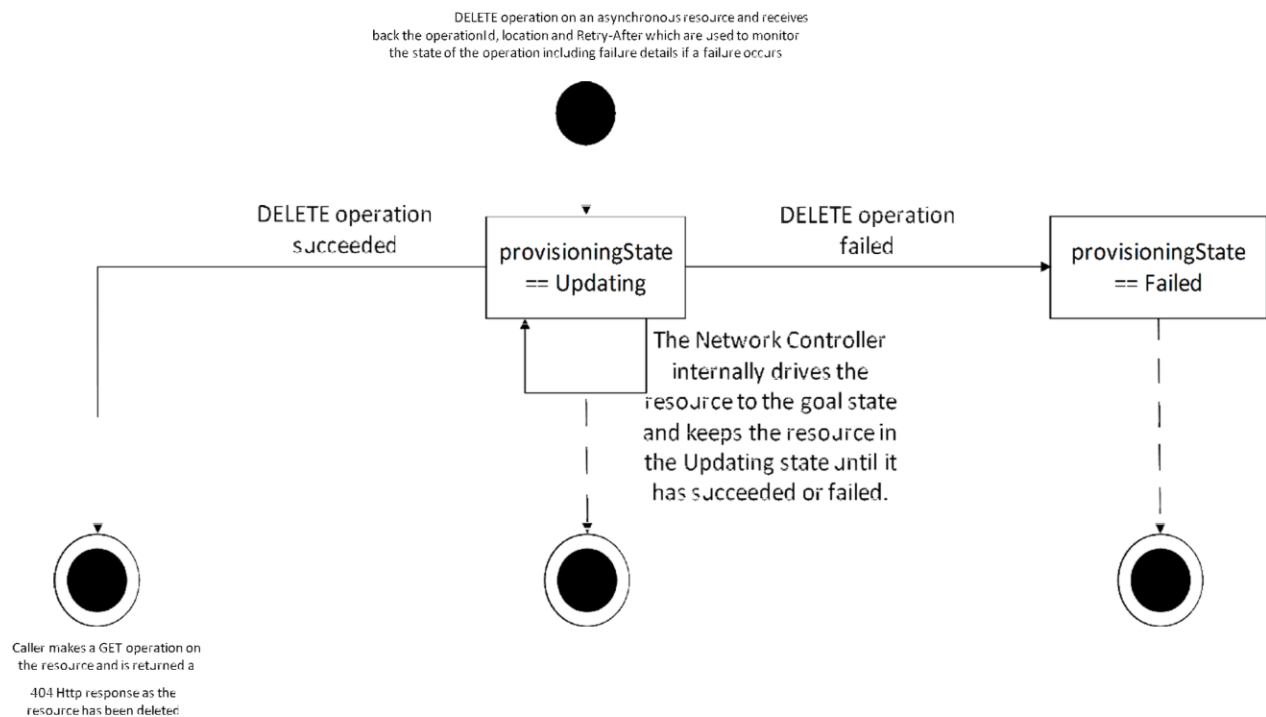 DELETE operation on an asynchronous resource and receives
back the operationId, location and Retry-After which are used to monitor
the state of the operation including failure details if a failure occurs
DELETE operation
succeeded
provisioningState
== Updating
DELETE operation
failed
provisioningState
== Failed
The Network Controller
internally drives the
resource to the goal state
and keeps the resource in
the Updating state until it
has succeeded or failed.
Caller makes a GET operation on
the resource and is returned a
404 Http response as the
resource has been deleted